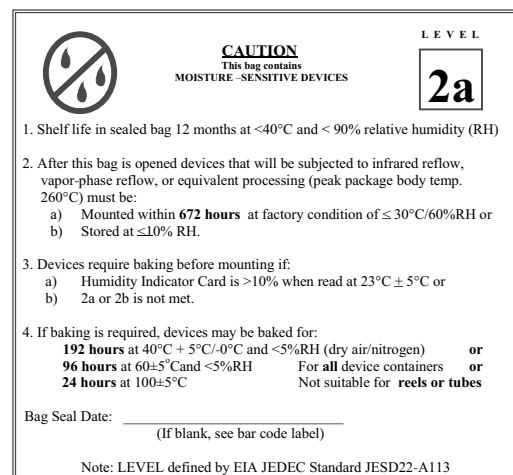 L E V E L
CAUTION
This bag contains
MOISTURE –SENSITIVE DEVICES
2a
1. Shelf life in sealed bag 12 months at <40°C and < 90% relative humidity (RH)
2. After this bag is opened devices that will be subjected to infrared reflow,
vapor-phase reflow, or equivalent processing (peak package body temp.
260°C) must be:
a) Mounted within 672 hours at factory condition of ≤ 30°C/60%RH or
b) Stored at ≤10% RH.
3. Devices require baking before mounting if:
a) Humidity Indicator Card is >10% when read at 23°C ± 5°C or
b) 2a or 2b is not met.
4. If baking is required, devices may be baked for:
192 hours at 40°C + 5°C/-0°C and <5%RH (dry air/nitrogen) or
96 hours at 60±5°Cand <5%RH For all device containers or
24 hours at 100±5°C Not suitable for reels or tubes
Bag Seal Date: ______________________________
(If blank, see bar code label)
Note: LEVEL defined by EIA JEDEC Standard JESD22-A113